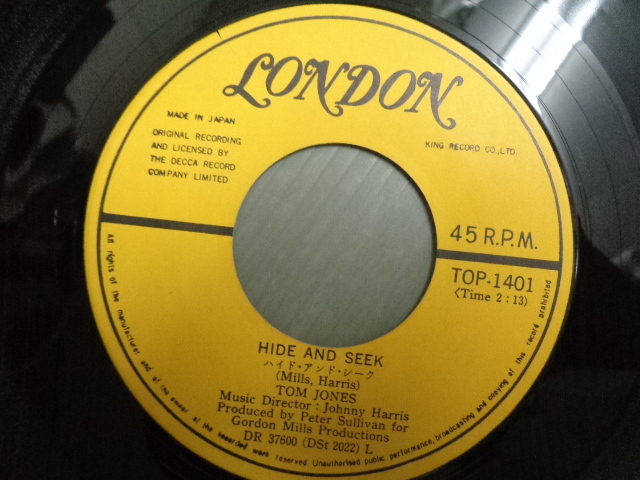 LONDON
MADE IN JAPAN
ORIGINAL RECORDING
AND LICENSED BY
THE DECCA RECORD
COMPANY LIMITED
KING RECORD CO., LTD.
45 R.P.M.
TOP-1401
(Time 2 : 13)
HIDE AND SEEK
ハイド・アンド・シーク
(Mills, Harris)
TOM JONES
Music Director : Johnny Harris
Produced by Peter Sullivan for
Gordon Mills Productions
DR 37600 (DSt 2022) L
All rights of the manufacturer and of the owner of the recorded work reserved. Unauthorised public performance, broadcasting and copying of this record prohibited